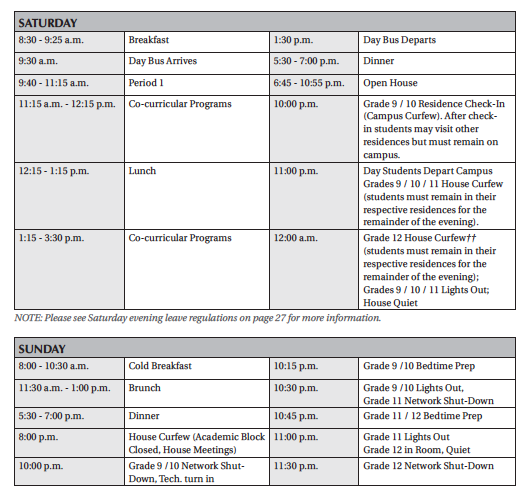 SATURDAY
8:30 - 9:25 a.m. Breakfast 1:30 p.m. Day Bus Departs
9:30 a.m. Day Bus Arrives 5:30 - 7:00 p.m. Dinner
9:40 - 11:15 a.m. Period 1 6:45 - 10:55 p.m. Open House
11:15 a.m. - 12:15 p.m. Co-curricular Programs 10:00 p.m. Grade 9 / 10 Residence Check-In
(Campus Curfew). After check-
in students may visit other
residences but must remain on
campus.
12:15 - 1:15 p.m. Lunch 11:00 p.m. Day Students Depart Campus
Grades 9 / 10 / 11 House Curfew
(students must remain in their
respective residences for the
remainder of the evening).
1:15 - 3:30 p.m. Co-curricular Programs 12:00 a.m. Grade 12 House Curfew††
(students must remain in their
respective residences for the
remainder of the evening);
Grades 9 / 10 / 11 Lights Out;
House Quiet
NOTE: Please see Saturday evening leave regulations on page 27 for more information.
SUNDAY
8:00 - 10:30 a.m. Cold Breakfast 10:15 p.m. Grade 9 /10 Bedtime Prep
11:30 a.m. - 1:00 p.m. Brunch 10:30 p.m. Grade 9 /10 Lights Out,
Grade 11 Network Shut-Down
5:30 - 7:00 p.m. Dinner 10:45 p.m. Grade 11 / 12 Bedtime Prep
8:00 p.m. House Curfew (Academic Block 11:00 p.m. Grade 11 Lights Out
Closed, House Meetings) Grade 12 in Room, Quiet
10:00 p.m. Grade 9 /10 Network Shut- 11:30 p.m. Grade 12 Network Shut-Down
Down, Tech. turn in